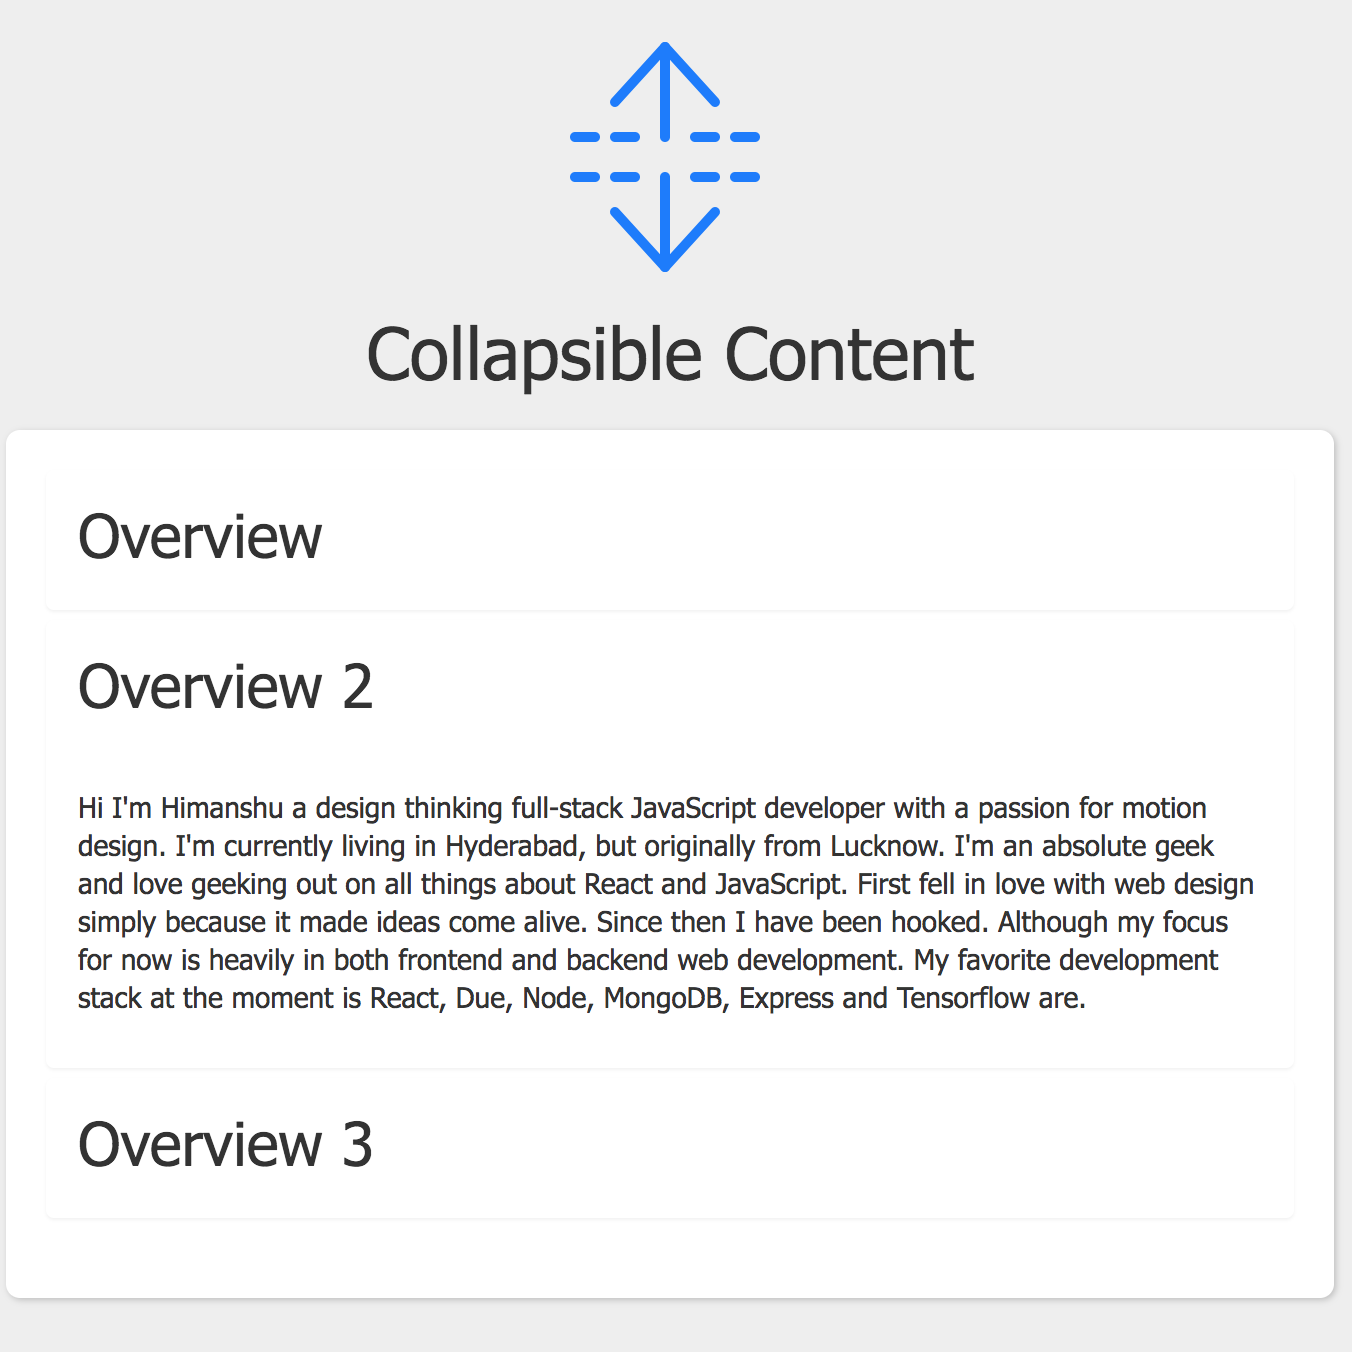 Collapsible Content
Overview
Overview 2
Hi I'm Himanshu a design thinking full-stack JavaScript developer with a passion for motion
design. I'm currently living in Hyderabad, but originally from Lucknow. I'm an absolute geek
and love geeking out on all things about React and JavaScript. First fell in love with web design
simply because it made ideas come alive. Since then I have been hooked. Although my focus
for now is heavily in both frontend and backend web development. My favorite development
stack at the moment is React, Due, Node, MongoDB, Express and Tensorflow are.
Overview 3